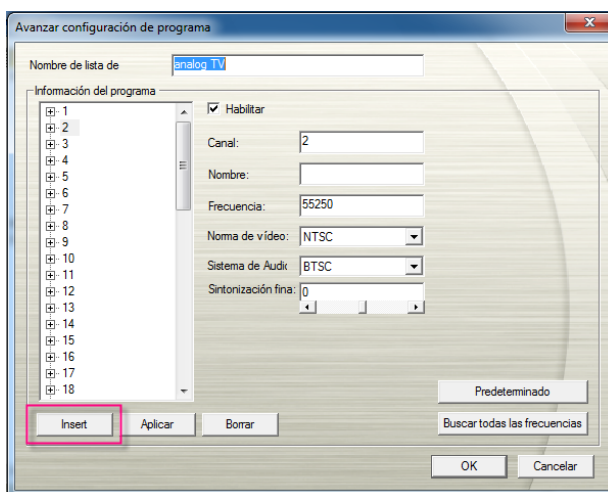 Avanzar configuración de programa
Nombre de lista de
analog TV
Información del programa
1
2
3
4
5
6
7
8
9
10
11
12
13
14
15
16
17
18
Habilitar
Canal: 2
Nombre:
Frecuencia: 55250
Norma de vídeo: NTSC
Sistema de Audic BTSC
Sintonización fina: 0
Predeterminado
Insert Aplicar Borrar Buscar todas las frecuencias
OK Cancelar